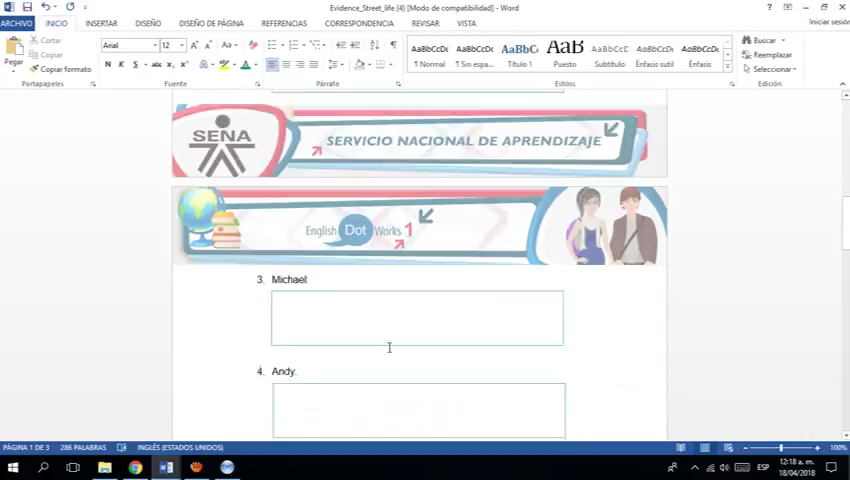 Evidence_Street_life (4) [Modo de compatibilidad] - Word
Iniciar sesión
ARCHIVO INICIO INSERTAR DISEÑO DISEÑO DE PÁGINA REFERENCIAS CORRESPONDENCIA REVISAR VISTA
Pegar
Cortar
Copiar
Copiar formato
Portapapeles
Arial 12
N K S abc
Fuente
Párrafo
AaBbCcDc AaBbCcDc AaBbC AaB AaBbCcD AaBbCcDc AaBbCcDc
¶ Normal ¶ Sin espa... Título 1 Puesto Subtítulo Énfasis sutil Énfasis
Estilos
Buscar
Reemplazar
Seleccionar
Edición
SENA
SERVICIO NACIONAL DE APRENDIZAJE
English Dot Works 1
3. Michael
4. Andy.
PÁGINA 1 DE 3 286 PALABRAS INGLÉS (ESTADOS UNIDOS) 100%
ESP
12:18 a. m.
18/04/2018